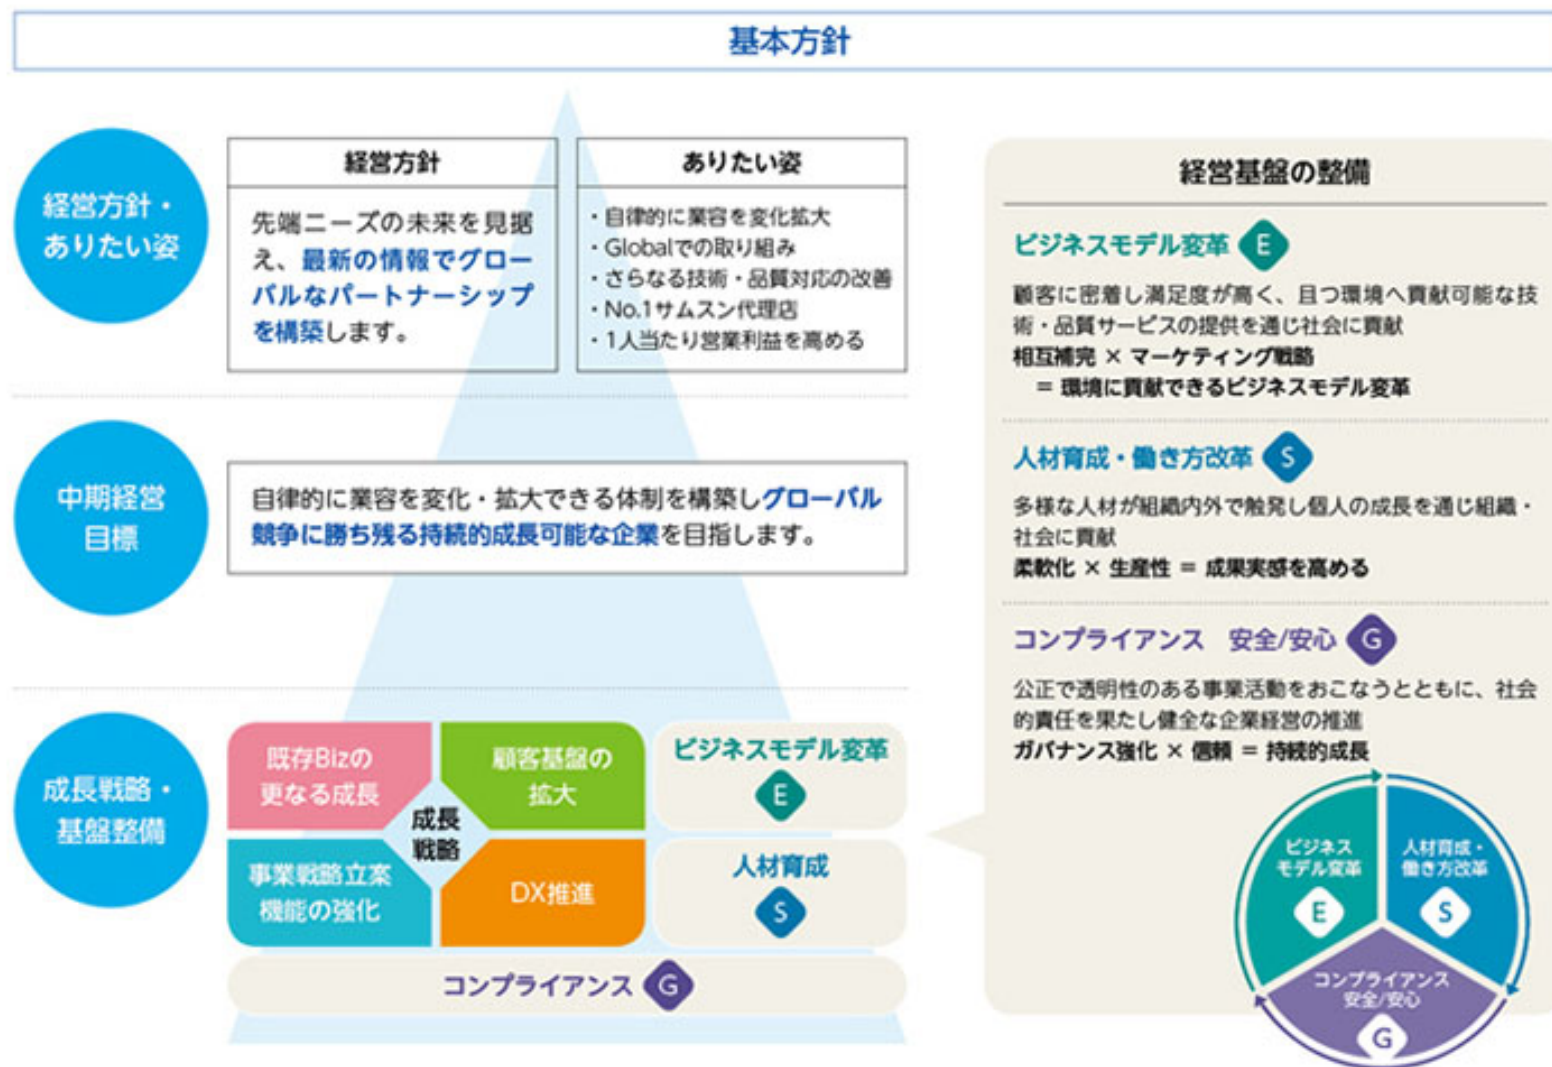 基本方針
経営方針・
ありたい姿
経営方針
先端ニーズの未来を見据
え、最新の情報でグロー
バルなパートナーシップ
を構築します。
ありたい姿
・自律的に業容を変化拡大
・Globalでの取り組み
・さらなる技術・品質対応の改善
・No.1サムスン代理店
・1人当たり営業利益を高める
中期経営
目標
自律的に業容を変化・拡大できる体制を構築しグローバル
競争に勝ち残る持続的成長可能な企業を目指します。
成長戦略・
基盤整備
既存Bizの
更なる成長
顧客基盤の
拡大
成長
戦略
事業戦略立案
機能の強化
DX推進
ビジネスモデル変革
E
人材育成
S
コンプライアンス G
経営基盤の整備
ビジネスモデル変革 E
顧客に密着し満足度が高く、且つ環境へ貢献可能な技
術・品質サービスの提供を通じ社会に貢献
相互補完 × マーケティング戦略
＝ 環境に貢献できるビジネスモデル変革
人材育成・働き方改革 S
多様な人材が組織内外で触発し個人の成長を通じ組織・
社会に貢献
柔軟化 × 生産性 ＝ 成果実感を高める
コンプライアンス　安全/安心 G
公正で透明性のある事業活動をおこなうとともに、社会
的責任を果たし健全な企業経営の推進
ガバナンス強化 × 信頼 ＝ 持続的成長
ビジネス
モデル変革
E
人材育成・
働き方改革
S
コンプライアンス
安全/安心
G